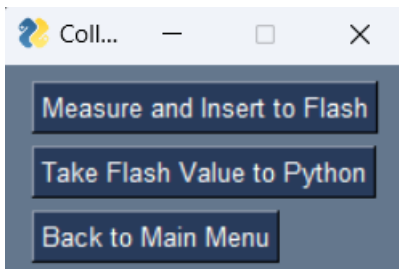 Coll...
Measure and Insert to Flash
Take Flash Value to Python
Back to Main Menu